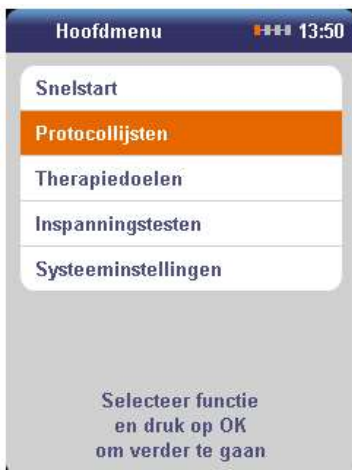 Hoofdmenu 13:50
Snelstart
Protocollijsten
Therapiedoelen
Inspanningstesten
Systeeminstellingen
Selecteer functie
en druk op OK
om verder te gaan